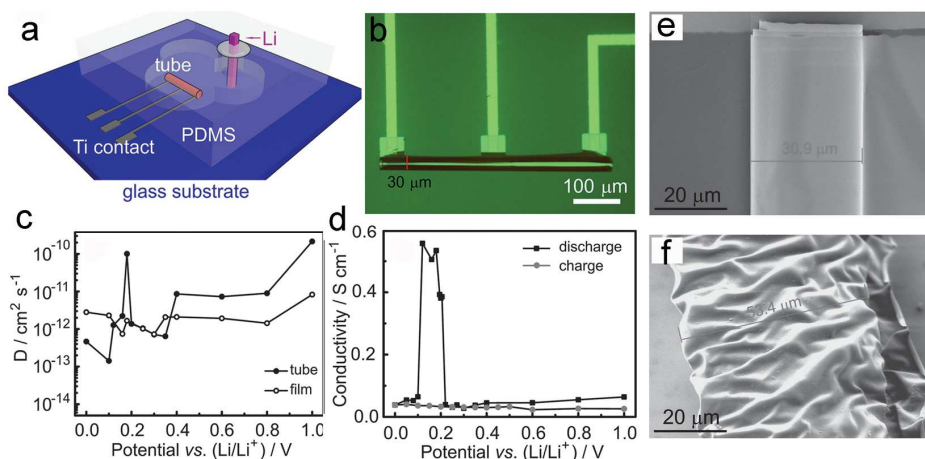 a
Li
tube
Ti contact
PDMS
glass substrate
b
30 μm
100 μm
e
30.9 μm
20 μm
c
D / cm² s⁻¹
10⁻¹⁰
10⁻¹¹
10⁻¹²
10⁻¹³
10⁻¹⁴
tube
film
0.0 0.2 0.4 0.6 0.8 1.0
Potential vs. (Li/Li⁺) / V
d
Conductivity / S cm⁻¹
0.6
0.4
0.2
0.0
discharge
charge
0.0 0.2 0.4 0.6 0.8 1.0
Potential vs. (Li/Li⁺) / V
f
53.4 μm
20 μm